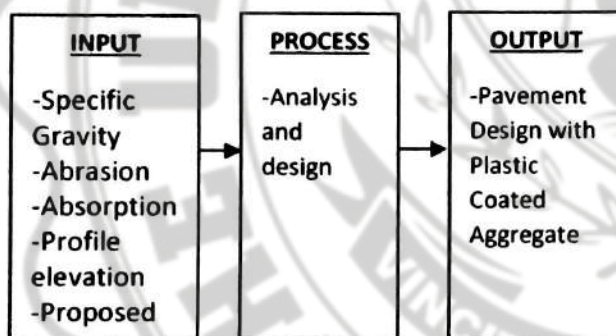 INPUT
-Specific
Gravity
-Abrasion
-Absorption
-Profile
elevation
-Proposed
PROCESS
-Analysis
and
design
OUTPUT
-Pavement
Design with
Plastic
Coated
Aggregate